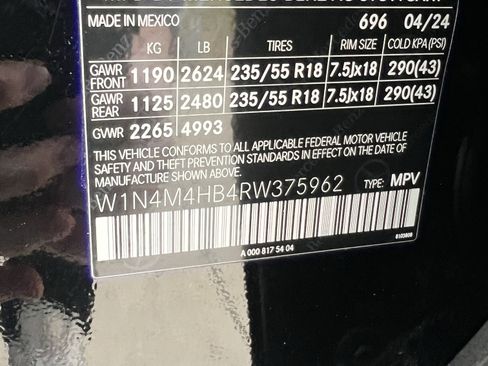 MADE IN MEXICO 696 04/24
KG LB TIRES RIM SIZE COLD KPA (PSI)
GAWR FRONT 1190 2624 235/55 R18 7.5Jx18 290(43)
GAWR REAR 1125 2480 235/55 R18 7.5Jx18 290(43)
GVWR 2265 4993
THIS VEHICLE CONFORMS TO ALL APPLICABLE FEDERAL MOTOR VEHICLE
SAFETY AND THEFT PREVENTION STANDARDS IN EFFECT ON THE DATE OF
MANUFACTURE SHOWN ABOVE.
W1N4M4HB4RW375962 TYPE: MPV
A 000 817 54 04